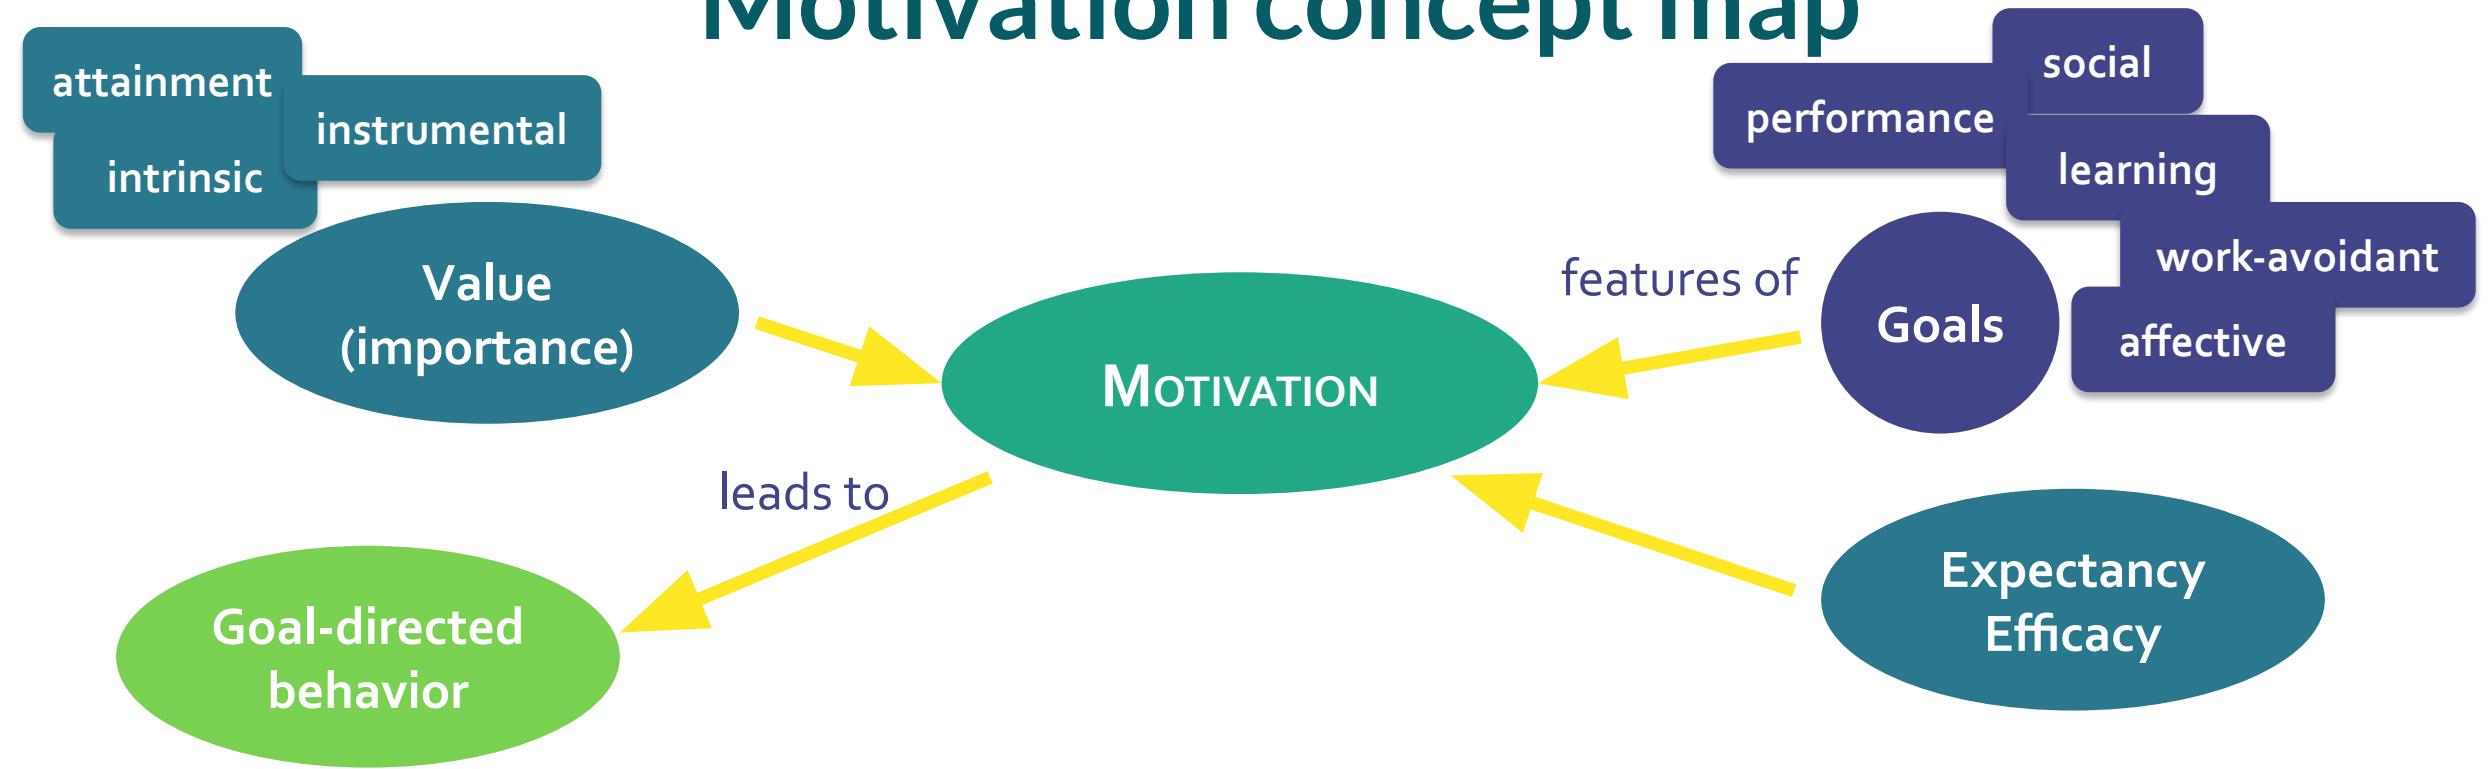 Motivation concept map
attainment
instrumental
intrinsic
Value
(importance)
social
performance
learning
work-avoidant
affective
features of
Goals
MOTIVATION
leads to
Goal-directed
behavior
Expectancy
Efficacy